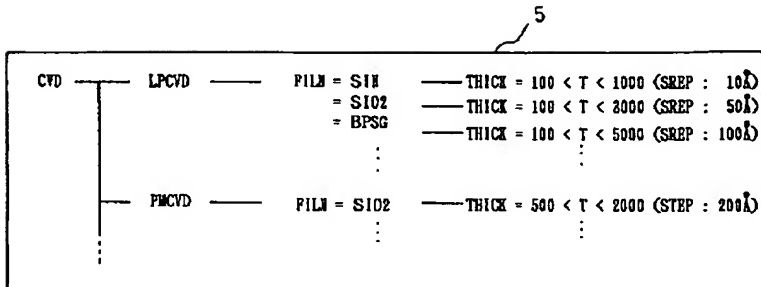 5
CVD LPCVD FILM = SIN THICK = 100 < T < 1000 (SREP : 10Å)
= SIO2 THICK = 100 < T < 3000 (SREP : 50Å)
= BPSG THICK = 100 < T < 5000 (SREP : 100Å)
PMCVD FILM = SIO2 THICK = 500 < T < 2000 (STEP : 200Å)